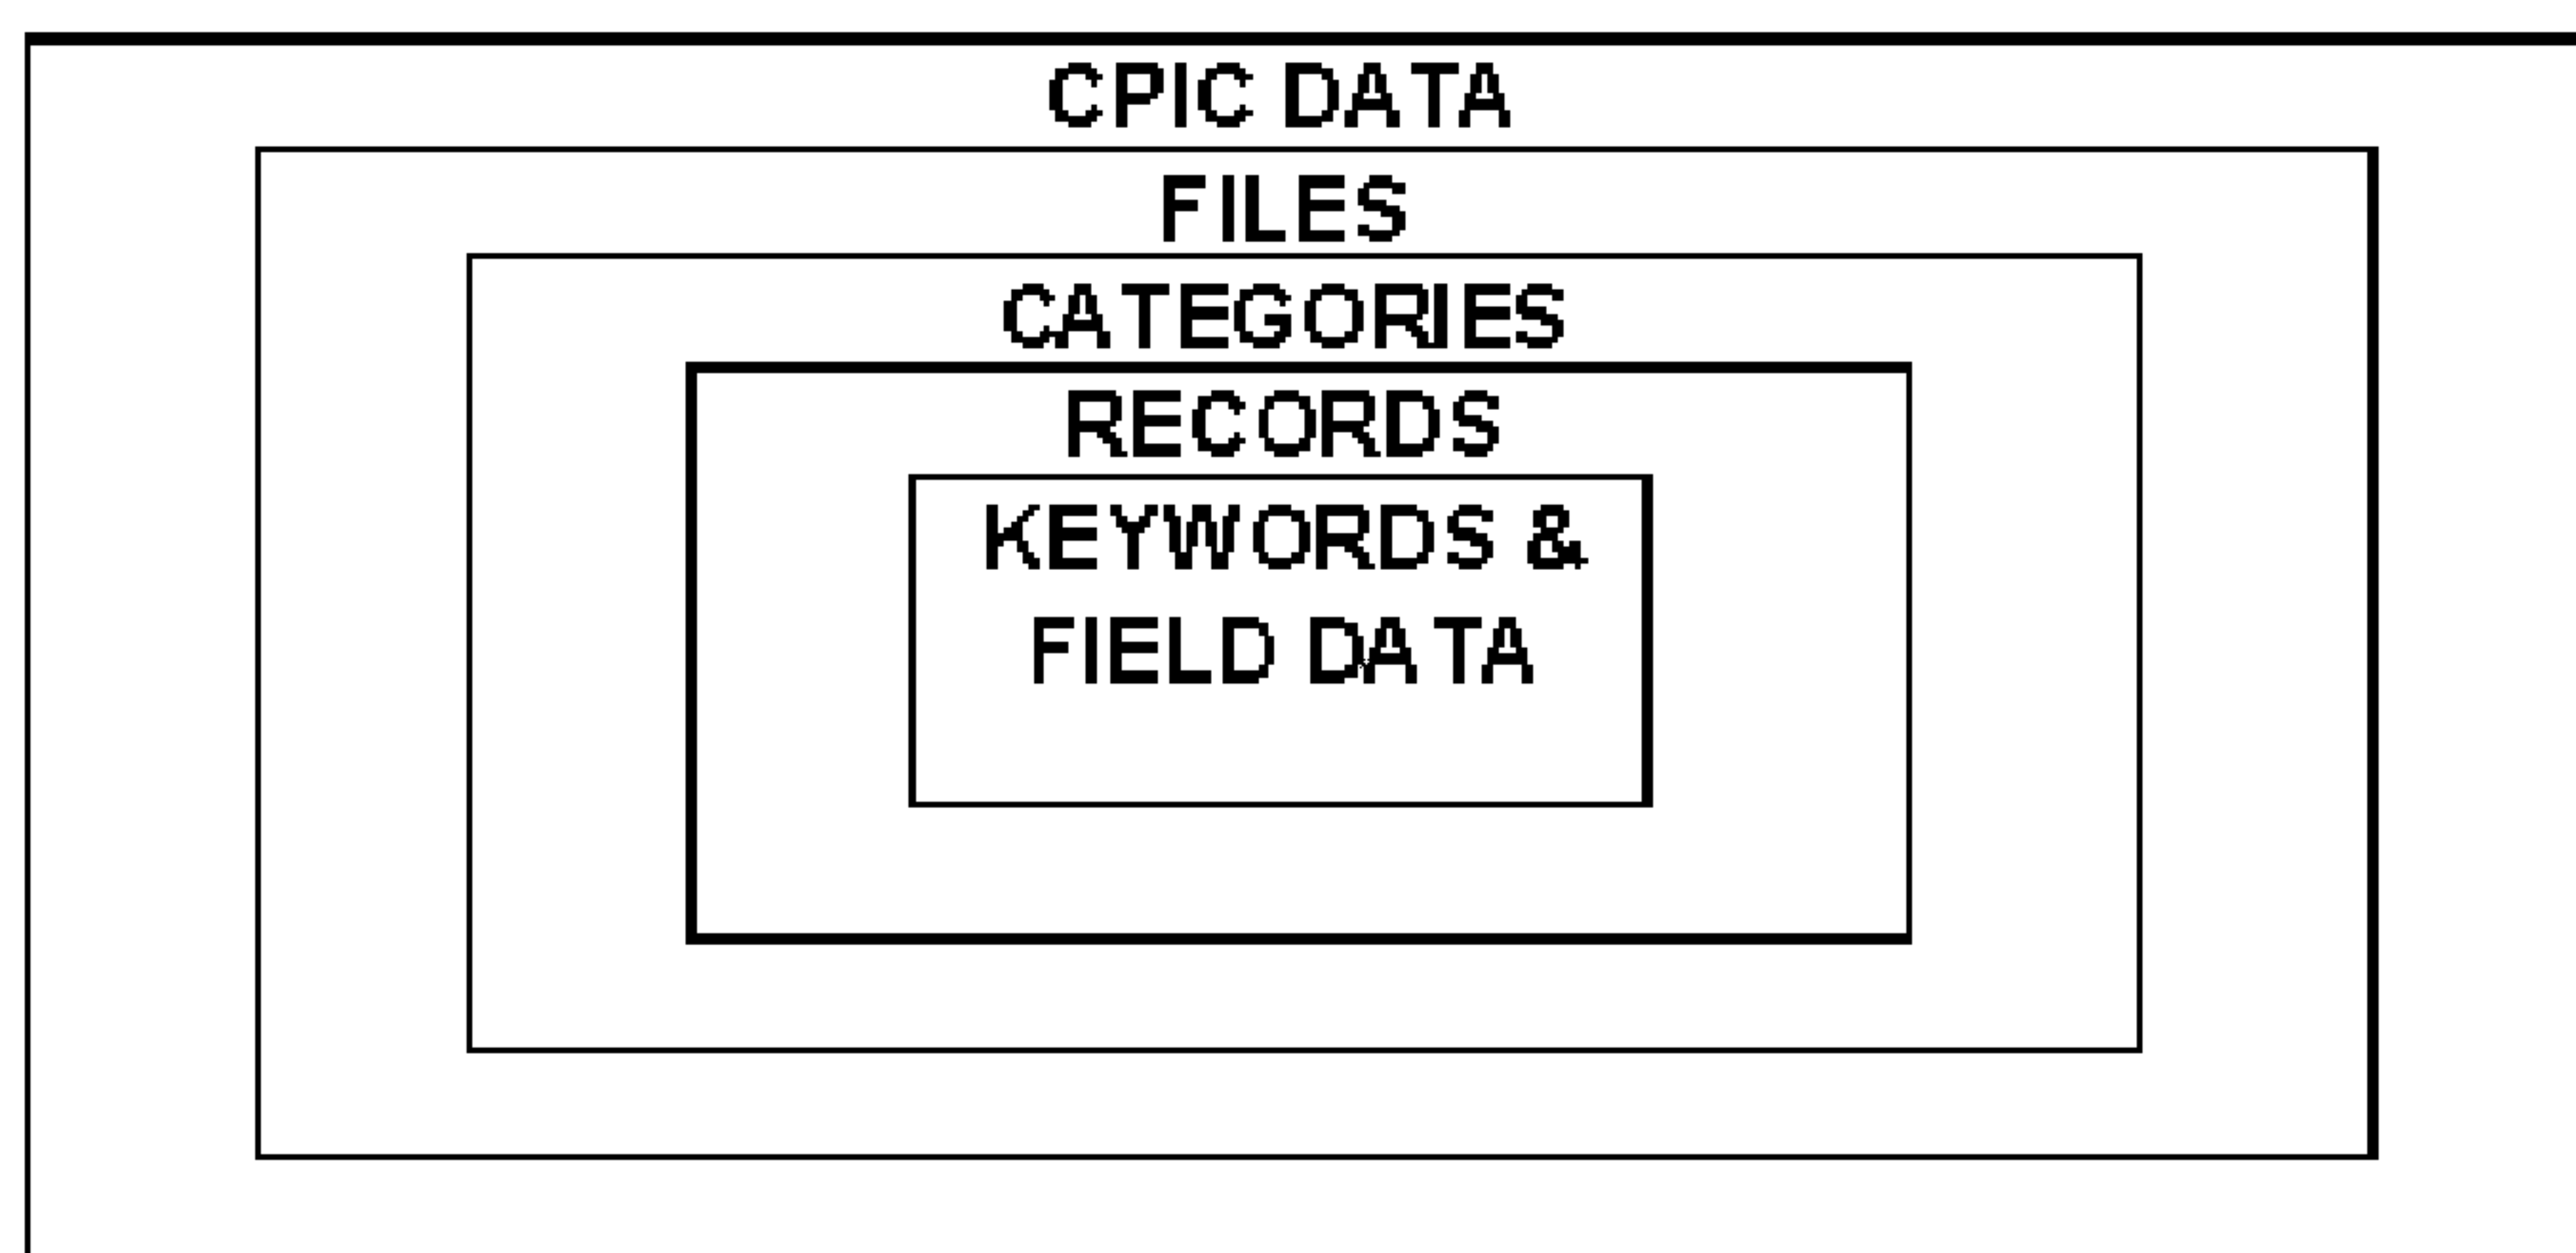 CPIC DATA
FILES
CATEGORIES
RECORDS
KEYWORDS &
FIELD DATA